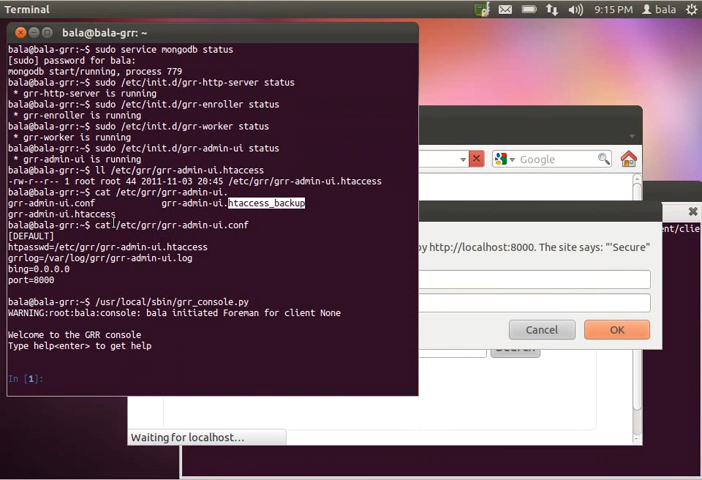 Terminal
9:15 PM
bala
bala@bala-grr: ~
bala@bala-grr:~$ sudo service mongodb status
[sudo] password for bala:
mongodb start/running, process 779
bala@bala-grr:~$ sudo /etc/init.d/grr-http-server status
* grr-http-server is running
bala@bala-grr:~$ sudo /etc/init.d/grr-enroller status
* grr-enroller is running
bala@bala-grr:~$ sudo /etc/init.d/grr-worker status
* grr-worker is running
bala@bala-grr:~$ sudo /etc/init.d/grr-admin-ui status
* grr-admin-ui is running
bala@bala-grr:~$ ll /etc/grr/grr-admin-ui.htaccess
-rw-r--r-- 1 root root 44 2011-11-03 20:45 /etc/grr/grr-admin-ui.htaccess
bala@bala-grr:~$ cat /etc/grr/grr-admin-ui.
grr-admin-ui.conf grr-admin-ui.htaccess_backup
grr-admin-ui.htaccess
bala@bala-grr:~$ cat /etc/grr/grr-admin-ui.conf
[DEFAULT]
htpasswd=/etc/grr/grr-admin-ui.htaccess
grrlog=/var/log/grr/grr-admin-ui.log
bing=0.0.0.0
port=8000
bala@bala-grr:~$ /usr/local/sbin/grr_console.py
WARNING:root:bala:console: bala initiated Foreman for client None
Welcome to the GRR console
Type help<enter> to get help
In [1]:
Google
ent/clie
by http://localhost:8000. The site says: "'Secure"
Cancel
OK
Search
Waiting for localhost...